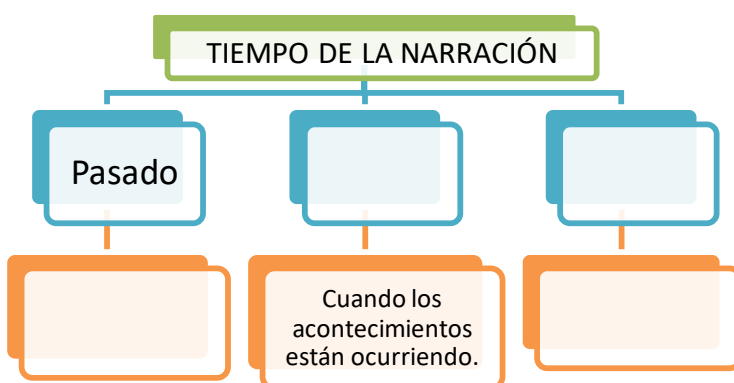 TIEMPO DE LA NARRACIÓN
Pasado
Cuando los
acontecimientos
están ocurriendo.